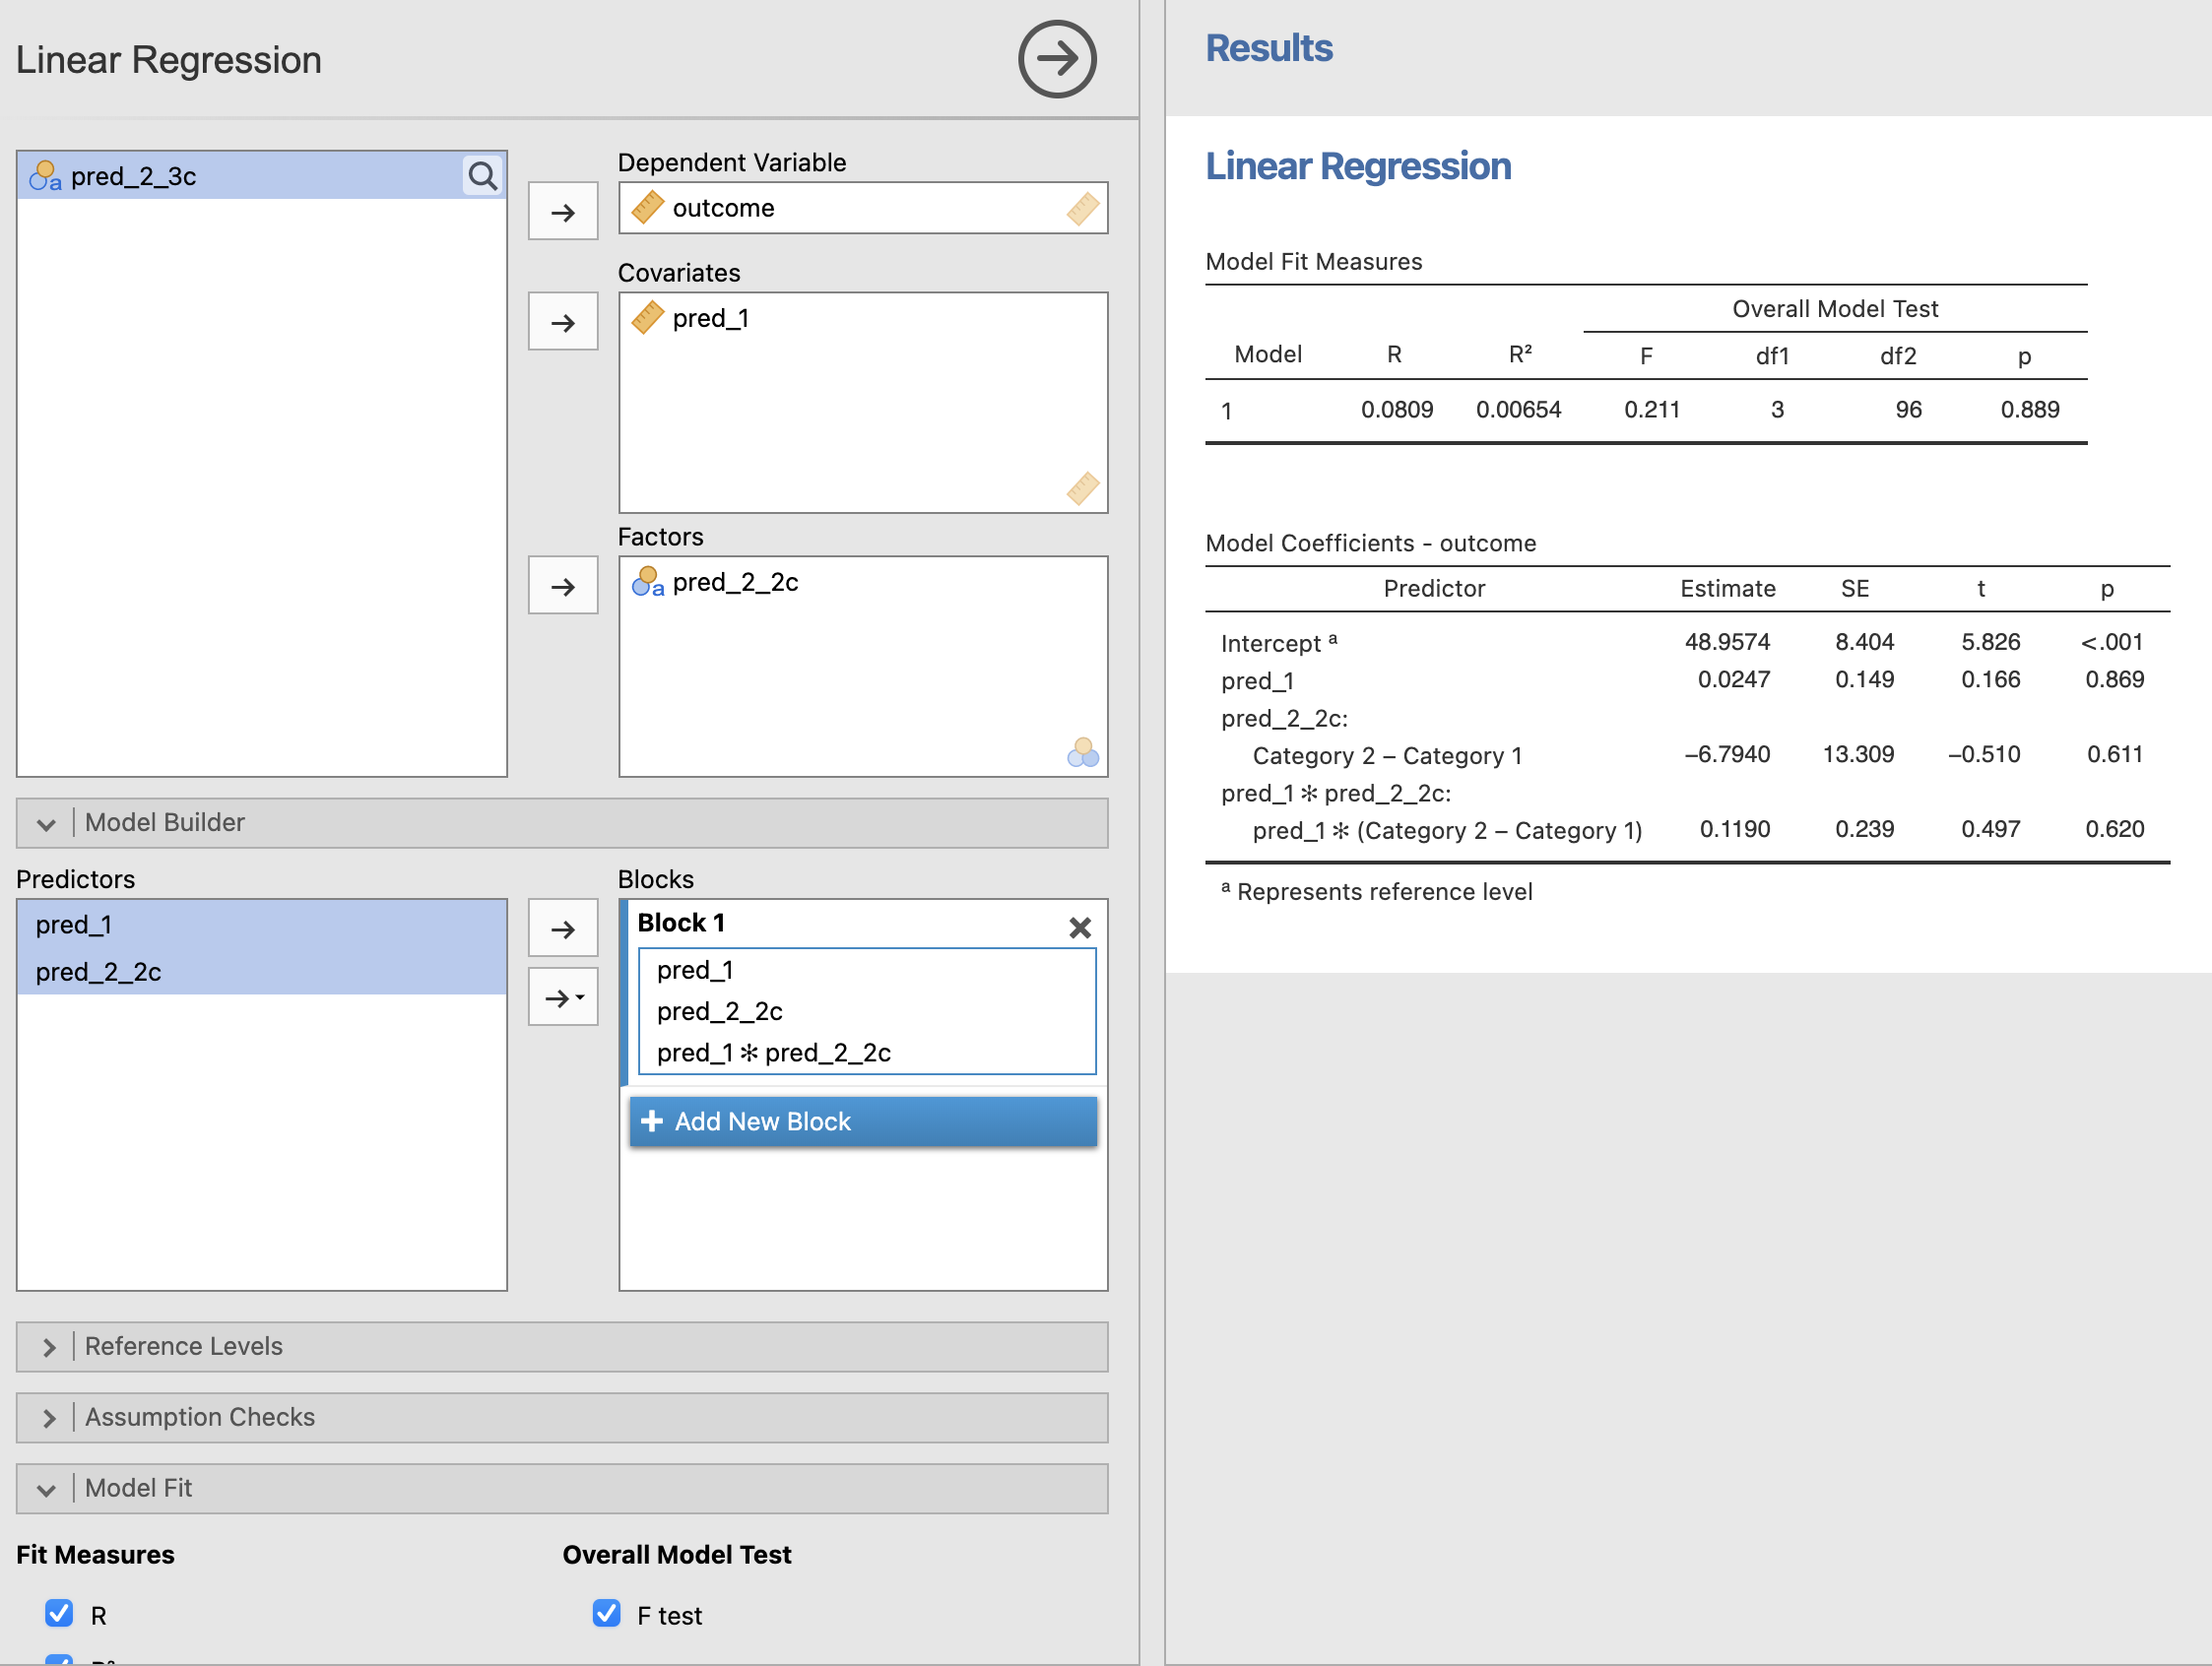 Linear Regression
pred_2_3c
Dependent Variable
outcome
Covariates
pred_1
Factors
pred_2_2c
Model Builder
Predictors
pred_1
pred_2_2c
Blocks
Block 1
pred_1
pred_2_2c
pred_1 ✻ pred_2_2c
Add New Block
Reference Levels
Assumption Checks
Model Fit
Fit Measures
Overall Model Test
R
F test
Results
Linear Regression
Model Fit Measures
Overall Model Test
Model R R² F df1 df2 p
1 0.0809 0.00654 0.211 3 96 0.889
Model Coefficients - outcome
Predictor Estimate SE t p
Intercept ᵃ 48.9574 8.404 5.826 <.001
pred_1 0.0247 0.149 0.166 0.869
pred_2_2c:
Category 2 – Category 1 –6.7940 13.309 –0.510 0.611
pred_1 ✻ pred_2_2c:
pred_1 ✻ (Category 2 – Category 1) 0.1190 0.239 0.497 0.620
ᵃ Represents reference level